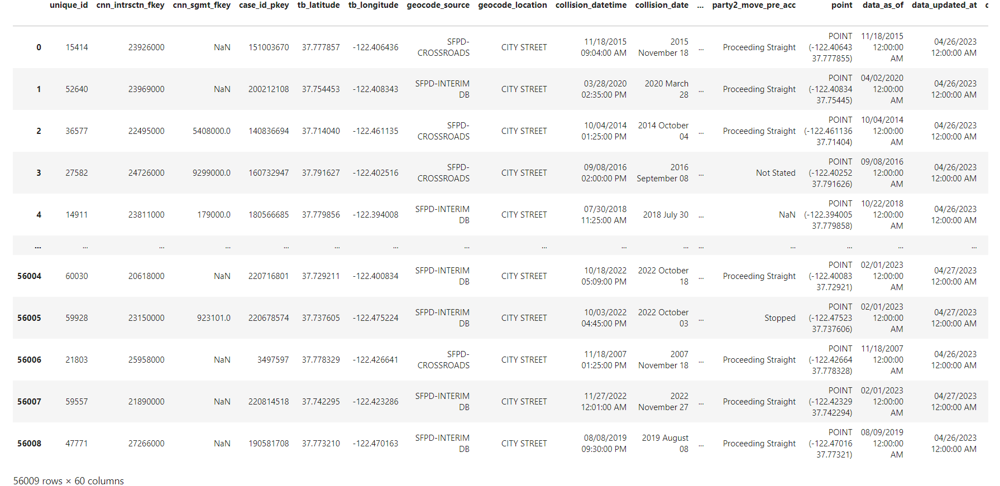 unique_id cnn_intrsctn_fkey cnn_sgmt_fkey case_id_pkey tb_latitude tb_longitude geocode_source geocode_location collision_datetime collision_date ... party2_move_pre_acc point data_as_of data_updated_at
0 15414 23926000 NaN 151003670 37.777857 -122.406436 SFPD-CROSSROADS CITY STREET 11/18/2015 09:04:00 AM 2015 November 18 ... Proceeding Straight POINT (-122.40643 37.777855) 11/18/2015 12:00:00 AM 04/26/2023 12:00:00 AM
1 52640 23969000 NaN 200212108 37.754453 -122.408343 SFPD-INTERIM DB CITY STREET 03/28/2020 02:35:00 PM 2020 March 28 ... Proceeding Straight POINT (-122.40834 37.75445) 04/02/2020 12:00:00 AM 04/26/2023 12:00:00 AM
2 36577 22495000 5408000.0 140836694 37.714040 -122.461135 SFPD-CROSSROADS CITY STREET 10/04/2014 01:25:00 PM 2014 October 04 ... Proceeding Straight POINT (-122.461136 37.71404) 10/04/2014 12:00:00 AM 04/26/2023 12:00:00 AM
3 27582 24726000 9299000.0 160732947 37.791627 -122.402516 SFPD-CROSSROADS CITY STREET 09/08/2016 02:00:00 PM 2016 September 08 ... Not Stated POINT (-122.40252 37.791626) 09/08/2016 12:00:00 AM 04/26/2023 12:00:00 AM
4 14911 23811000 179000.0 180566685 37.779856 -122.394008 SFPD-INTERIM DB CITY STREET 07/30/2018 11:25:00 AM 2018 July 30 ... NaN POINT (-122.394005 37.779858) 10/22/2018 12:00:00 AM 04/26/2023 12:00:00 AM
... ... ... ... ... ... ... ... ... ... ... ... ... ... ... ...
56004 60030 20618000 NaN 220716801 37.729211 -122.400834 SFPD-INTERIM DB CITY STREET 10/18/2022 05:09:00 PM 2022 October 18 ... Proceeding Straight POINT (-122.40083 37.72921) 02/01/2023 12:00:00 AM 04/27/2023 12:00:00 AM
56005 59928 23150000 923101.0 220678574 37.737605 -122.475224 SFPD-INTERIM DB CITY STREET 10/03/2022 04:45:00 PM 2022 October 03 ... Stopped POINT (-122.47523 37.737606) 02/01/2023 12:00:00 AM 04/27/2023 12:00:00 AM
56006 21803 25958000 NaN 3497597 37.778329 -122.426641 SFPD-CROSSROADS CITY STREET 11/18/2007 01:25:00 PM 2007 November 18 ... Proceeding Straight POINT (-122.42664 37.778328) 11/18/2007 12:00:00 AM 04/26/2023 12:00:00 AM
56007 59557 21890000 NaN 220814518 37.742295 -122.423286 SFPD-INTERIM DB CITY STREET 11/27/2022 12:01:00 AM 2022 November 27 ... Proceeding Straight POINT (-122.42329 37.742294) 02/01/2023 12:00:00 AM 04/27/2023 12:00:00 AM
56008 47771 27266000 NaN 190581708 37.773210 -122.470163 SFPD-INTERIM DB CITY STREET 08/08/2019 09:30:00 PM 2019 August 08 ... Proceeding Straight POINT (-122.47016 37.77321) 08/09/2019 12:00:00 AM 04/26/2023 12:00:00 AM
56009 rows × 60 columns